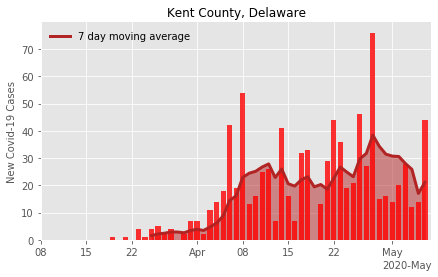 Kent County, Delaware
7 day moving average
New Covid-19 Cases
70
60
50
40
30
20
10
0
08 15 22 Apr 08 15 22 May
2020-May